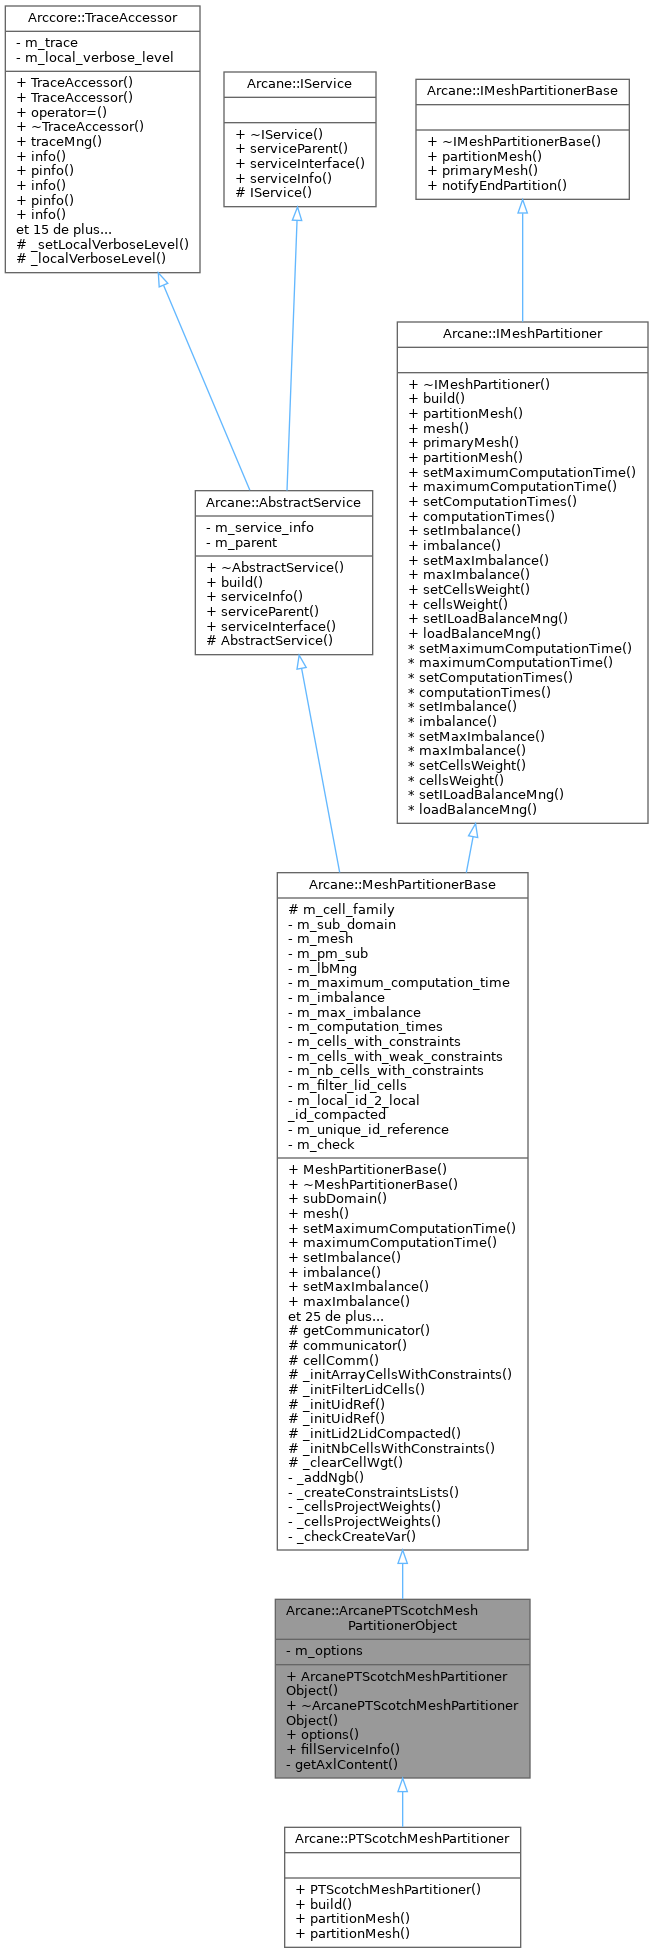 Arccore::TraceAccessor
- m_trace
- m_local_verbose_level
+ TraceAccessor()
+ TraceAccessor()
+ operator=()
+ ~TraceAccessor()
+ traceMng()
+ info()
+ pinfo()
+ info()
+ pinfo()
+ info()
et 15 de plus...
# _setLocalVerboseLevel()
# _localVerboseLevel()
Arcane::IService
+ ~IService()
+ serviceParent()
+ serviceInterface()
+ serviceInfo()
# IService()
Arcane::IMeshPartitionerBase
+ ~IMeshPartitionerBase()
+ partitionMesh()
+ primaryMesh()
+ notifyEndPartition()
Arcane::IMeshPartitioner
+ ~IMeshPartitioner()
+ build()
+ partitionMesh()
+ mesh()
+ primaryMesh()
+ partitionMesh()
+ setMaximumComputationTime()
+ maximumComputationTime()
+ setComputationTimes()
+ computationTimes()
+ setImbalance()
+ imbalance()
+ setMaxImbalance()
+ maxImbalance()
+ setCellsWeight()
+ cellsWeight()
+ setILoadBalanceMng()
+ loadBalanceMng()
* setMaximumComputationTime()
* maximumComputationTime()
* setComputationTimes()
* computationTimes()
* setImbalance()
* imbalance()
* setMaxImbalance()
* maxImbalance()
* setCellsWeight()
* cellsWeight()
* setILoadBalanceMng()
* loadBalanceMng()
Arcane::AbstractService
- m_service_info
- m_parent
+ ~AbstractService()
+ build()
+ serviceInfo()
+ serviceParent()
+ serviceInterface()
# AbstractService()
Arcane::MeshPartitionerBase
# m_cell_family
- m_sub_domain
- m_mesh
- m_pm_sub
- m_lbMng
- m_maximum_computation_time
- m_imbalance
- m_max_imbalance
- m_computation_times
- m_cells_with_constraints
- m_cells_with_weak_constraints
- m_nb_cells_with_constraints
- m_filter_lid_cells
- m_local_id_2_local
_id_compacted
- m_unique_id_reference
- m_check
+ MeshPartitionerBase()
+ ~MeshPartitionerBase()
+ subDomain()
+ mesh()
+ setMaximumComputationTime()
+ maximumComputationTime()
+ setImbalance()
+ imbalance()
+ setMaxImbalance()
+ maxImbalance()
et 25 de plus...
# getCommunicator()
# communicator()
# cellComm()
# _initArrayCellsWithConstraints()
# _initFilterLidCells()
# _initUidRef()
# _initUidRef()
# _initLid2LidCompacted()
# _initNbCellsWithConstraints()
# _clearCellWgt()
- _addNgb()
- _createConstraintsLists()
- _cellsProjectWeights()
- _cellsProjectWeights()
- _checkCreateVar()
Arcane::ArcanePTScotchMesh
PartitionerObject
- m_options
+ ArcanePTScotchMeshPartitioner
Object()
+ ~ArcanePTScotchMeshPartitioner
Object()
+ options()
+ fillServiceInfo()
- getAxlContent()
Arcane::PTScotchMeshPartitioner
+ PTScotchMeshPartitioner()
+ build()
+ partitionMesh()
+ partitionMesh()